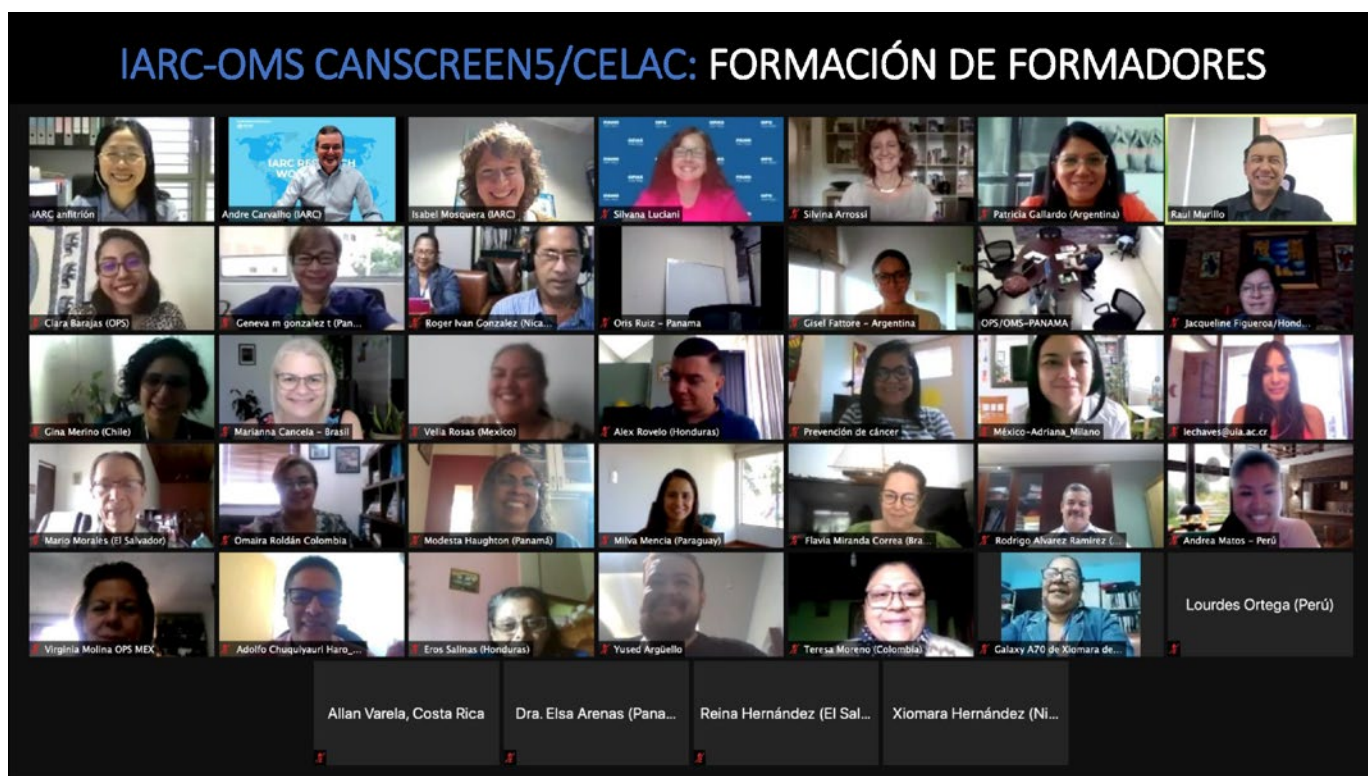 IARC-OMS CANSCREEN5/CELAC: FORMACIÓN DE FORMADORES
IARC anfitrión
Andre Carvalho (IARC)
Isabel Mosquera (IARC)
Silvana Luciani
Silvina Arrossi
Patricia Gallardo (Argentina)
Raul Murillo
Clara Barajas (OPS)
Geneva m gonzalez t (Pan...
Roger Ivan Gonzalez (Nica...
Oris Ruiz - Panama
Gisel Fattore - Argentina
OPS/OMS-PANAMA
Jacqueline Figueroa/Hond...
Gina Merino (Chile)
Marianna Cancela - Brasil
Velia Rosas (Mexico)
Alex Rovelo (Honduras)
Prevención de cáncer
México-Adriana_Milano
lechaves@uia.ac.cr
Mario Morales (El Salvador)
Omaira Roldán Colombia
Modesta Haughton (Panamá)
Milva Mencia (Paraguay)
Flavia Miranda Correa (Bra...
Rodrigo Alvarez Ramirez (...
Andrea Matos - Perú
Virginia Molina OPS MEX
Adolfo Chuquiyauri Haro_...
Eros Salinas (Honduras)
Yused Argüello
Teresa Moreno (Colombia)
Galaxy A70 de Xiomara de...
Lourdes Ortega (Perú)
Allan Varela, Costa Rica
Dra. Elsa Arenas (Pana...
Reina Hernández (El Sal...
Xiomara Hernández (Ni...